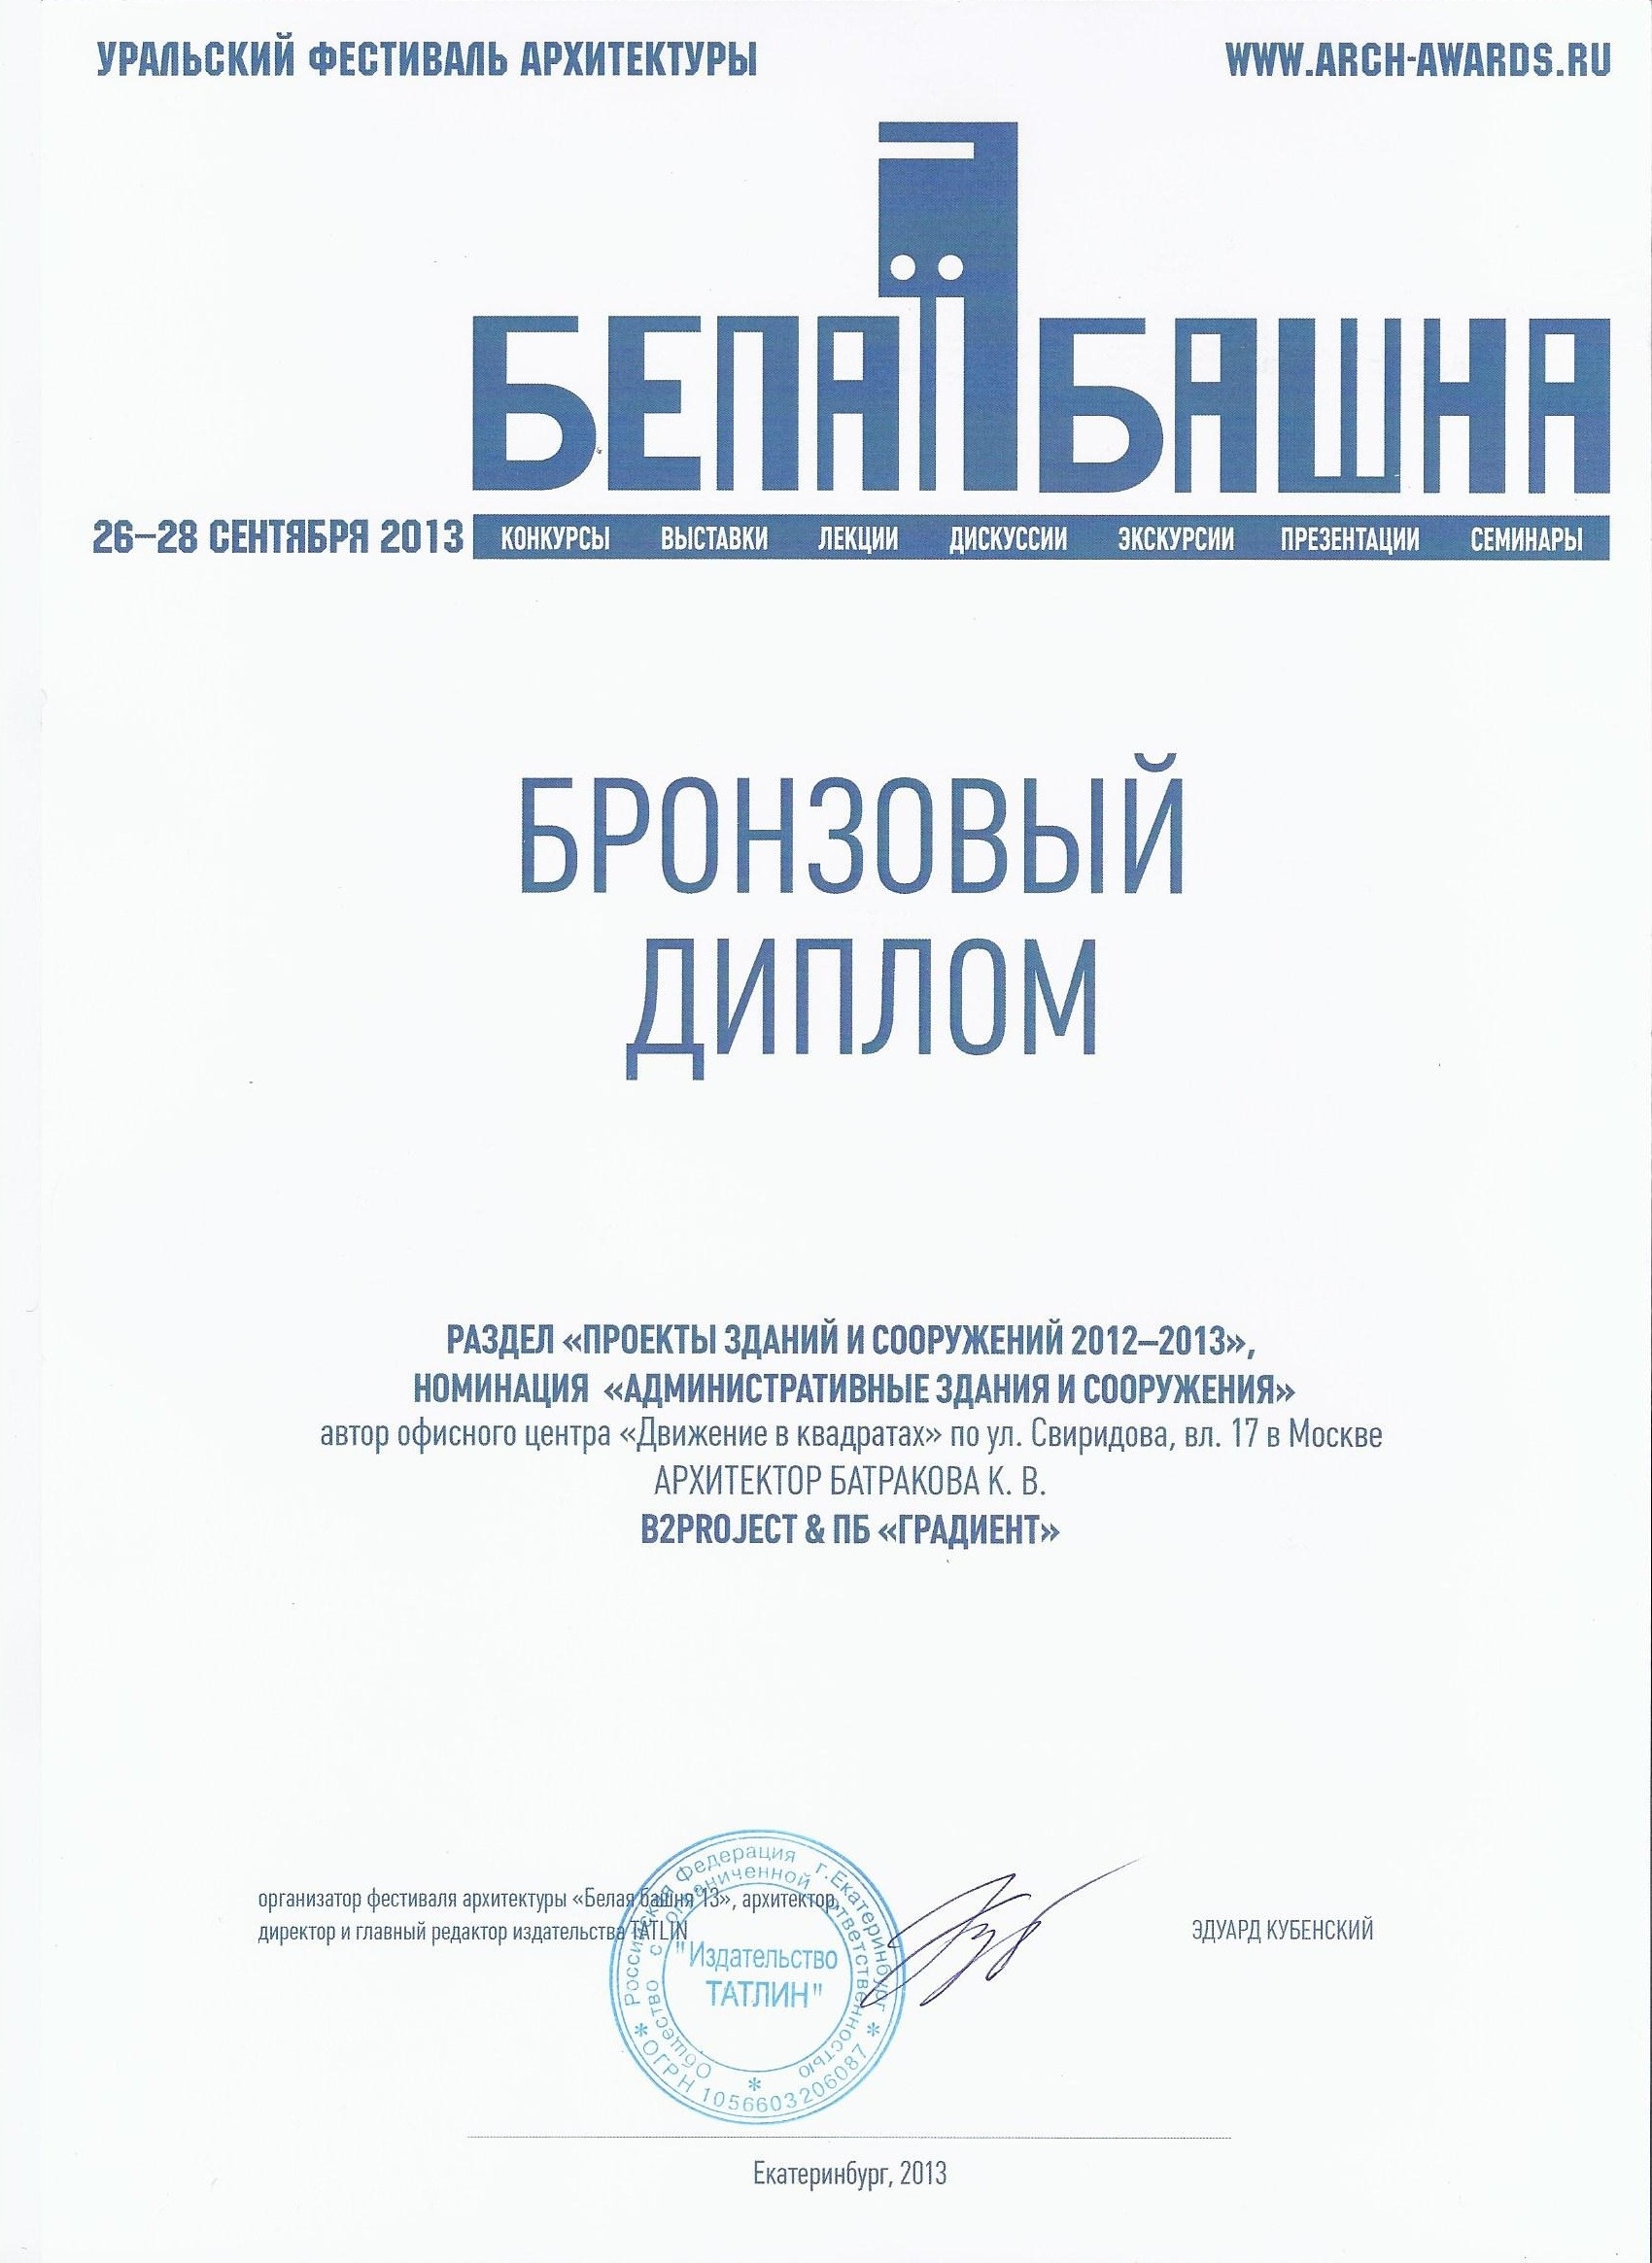 УРАЛЬСКИЙ ФЕСТИВАЛЬ АРХИТЕКТУРЫ
WWW.ARCH-AWARDS.RU
БЕЛАЯ БАШНЯ
26–28 СЕНТЯБРЯ 2013
КОНКУРСЫ ВЫСТАВКИ ЛЕКЦИИ ДИСКУССИИ ЭКСКУРСИИ ПРЕЗЕНТАЦИИ СЕМИНАРЫ
БРОНЗОВЫЙ
ДИПЛОМ
РАЗДЕЛ «ПРОЕКТЫ ЗДАНИЙ И СООРУЖЕНИЙ 2012–2013»,
НОМИНАЦИЯ «АДМИНИСТРАТИВНЫЕ ЗДАНИЯ И СООРУЖЕНИЯ»
автор офисного центра «Движение в квадратах» по ул. Свиридова, вл. 17 в Москве
АРХИТЕКТОР БАТРАКОВА К. В.
B2PROJECT & ПБ «ГРАДИЕНТ»
организатор фестиваля архитектуры «Белая башня 13», архитектор,
директор и главный редактор издательства TATLIN
ЭДУАРД КУБЕНСКИЙ
Российская Федерация г.Екатеринбург
* ОГРН 1056603206087 *
Общество с ограниченной ответственностью *
"Издательство
ТАТЛИН"
Екатеринбург, 2013